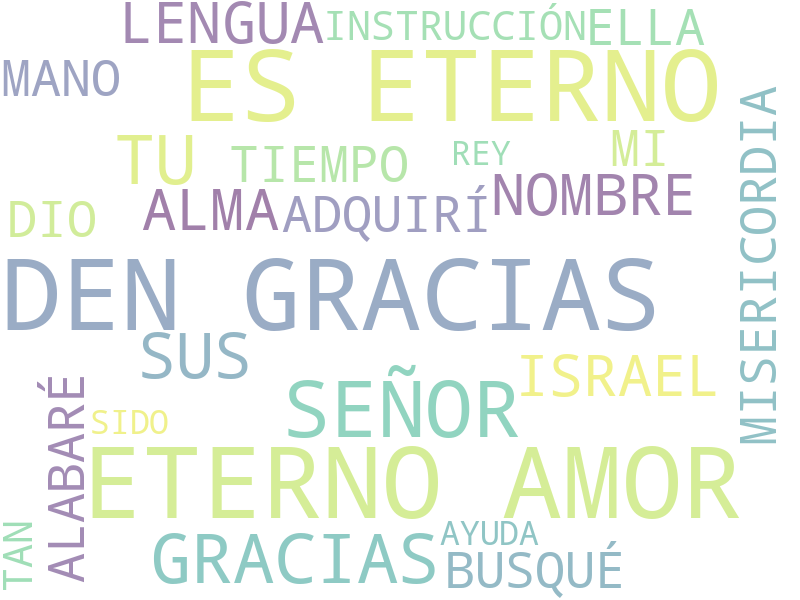 LENGUA
INSTRUCCIÓN
ELLA
MANO
ES ETERNO
TU
TIEMPO
REY
MI
MISERICORDIA
DIO
ALMA
ADQUIRÍ
NOMBRE
DEN GRACIAS
SUS
SEÑOR
ISRAEL
ALABARÉ
SIDO
ETERNO AMOR
TAN
GRACIAS
AYUDA
BUSQUÉ